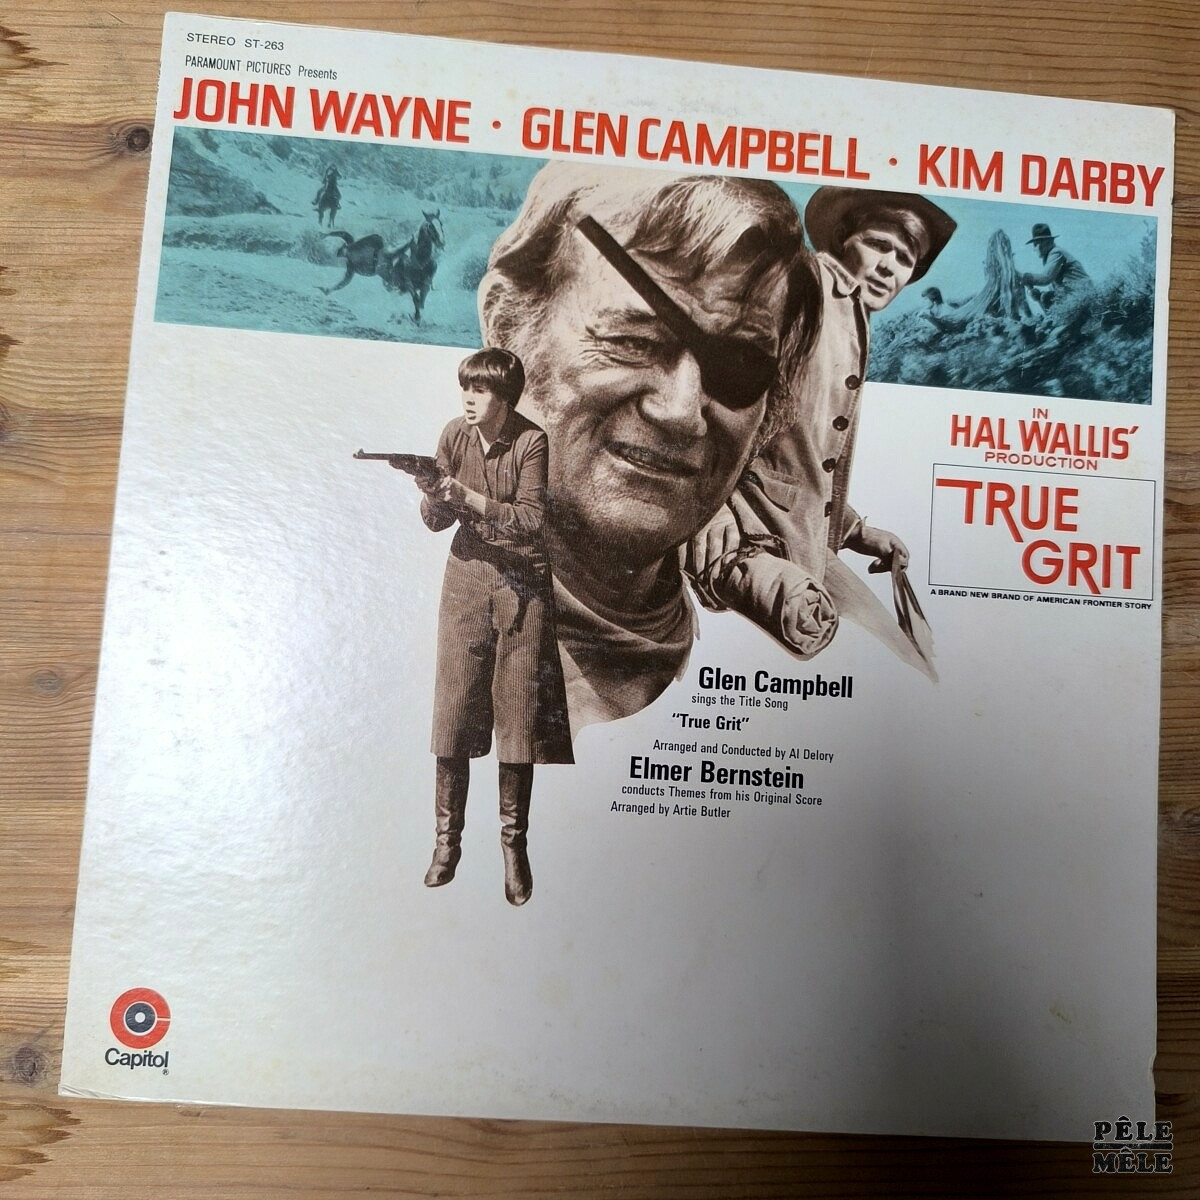 STEREO ST-263
PARAMOUNT PICTURES Presents
JOHN WAYNE · GLEN CAMPBELL · KIM DARBY
IN
HAL WALLIS'
PRODUCTION
TRUE
GRIT
A BRAND NEW BRAND OF AMERICAN FRONTIER STORY
Glen Campbell
sings the Title Song
"True Grit"
Arranged and Conducted by Al Delory
Elmer Bernstein
conducts Themes from his Original Score
Arranged by Artie Butler
Capitol®
PÊLE
MÊLE